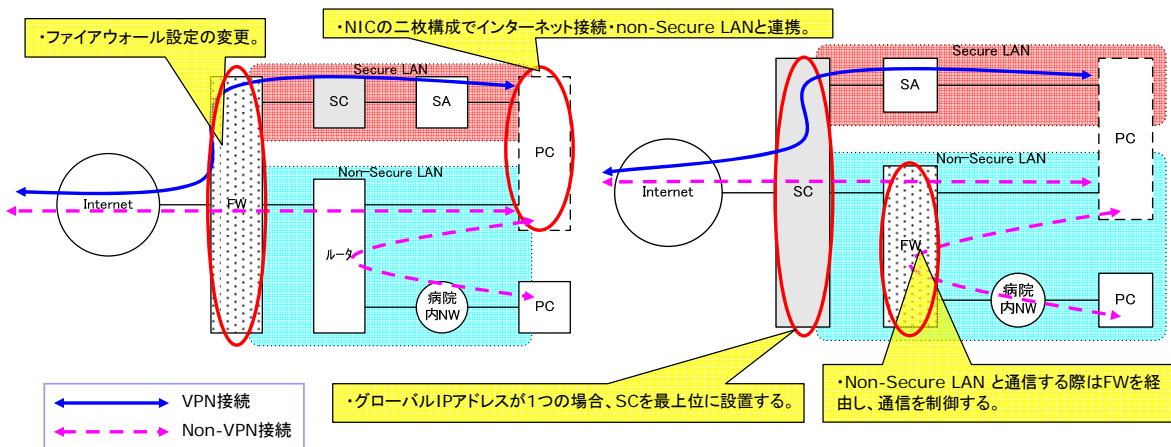 ・ファイアウォール設定の変更。
・NICの二枚構成でインターネット接続・non-Secure LANと連携。
Secure LAN
SC
SA
PC
Non-Secure LAN
Internet
FW
ルータ
病院
内NW
PC
Secure LAN
SA
PC
Non-Secure LAN
Internet
SC
FW
病院
内NW
PC
VPN接続
Non-VPN接続
・グローバルIPアドレスが1つの場合、SCを最上位に設置する。
・Non-Secure LAN と通信する際はFWを経
由し、通信を制御する。